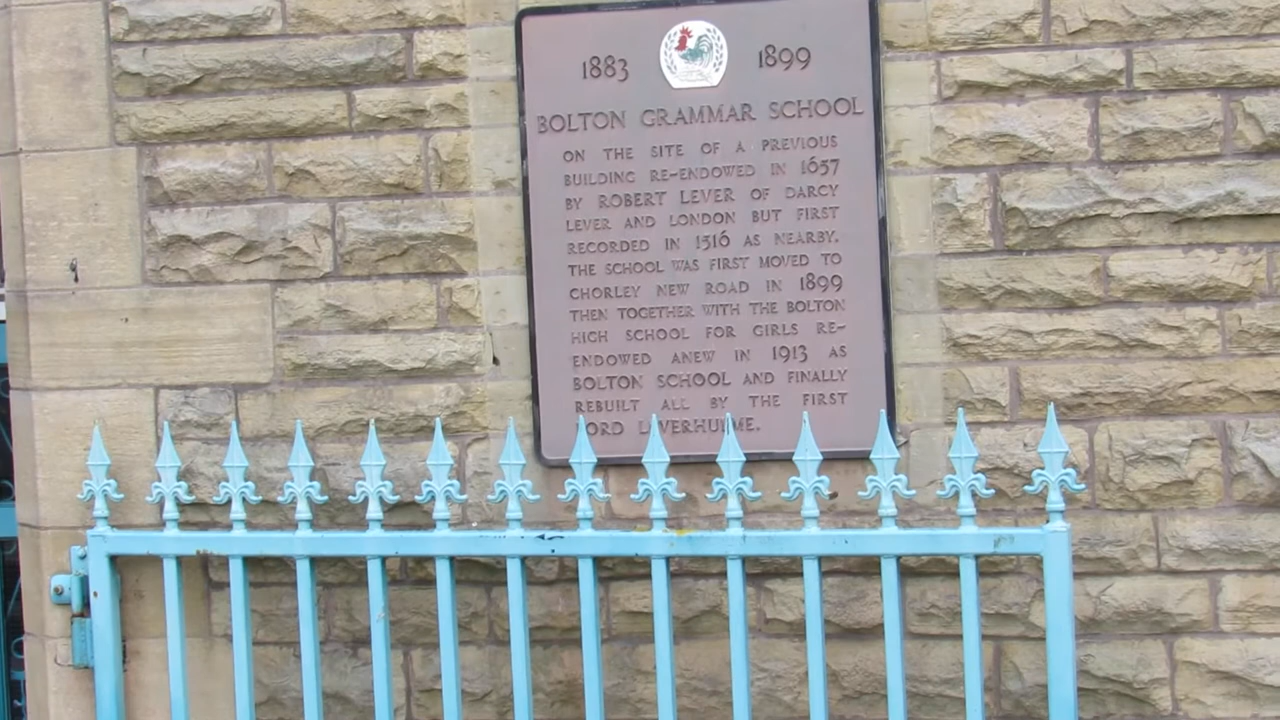 1883 1899
BOLTON GRAMMAR SCHOOL
ON THE SITE OF A PREVIOUS
BUILDING RE-ENDOWED IN 1657
BY ROBERT LEVER OF DARCY
LEVER AND LONDON BUT FIRST
RECORDED IN 1516 AS NEARBY.
THE SCHOOL WAS FIRST MOVED TO
CHORLEY NEW ROAD IN 1899
THEN TOGETHER WITH THE BOLTON
HIGH SCHOOL FOR GIRLS RE-
ENDOWED ANEW IN 1913 AS
BOLTON SCHOOL AND FINALLY
REBUILT ALL BY THE FIRST
LORD LEVERHULME.